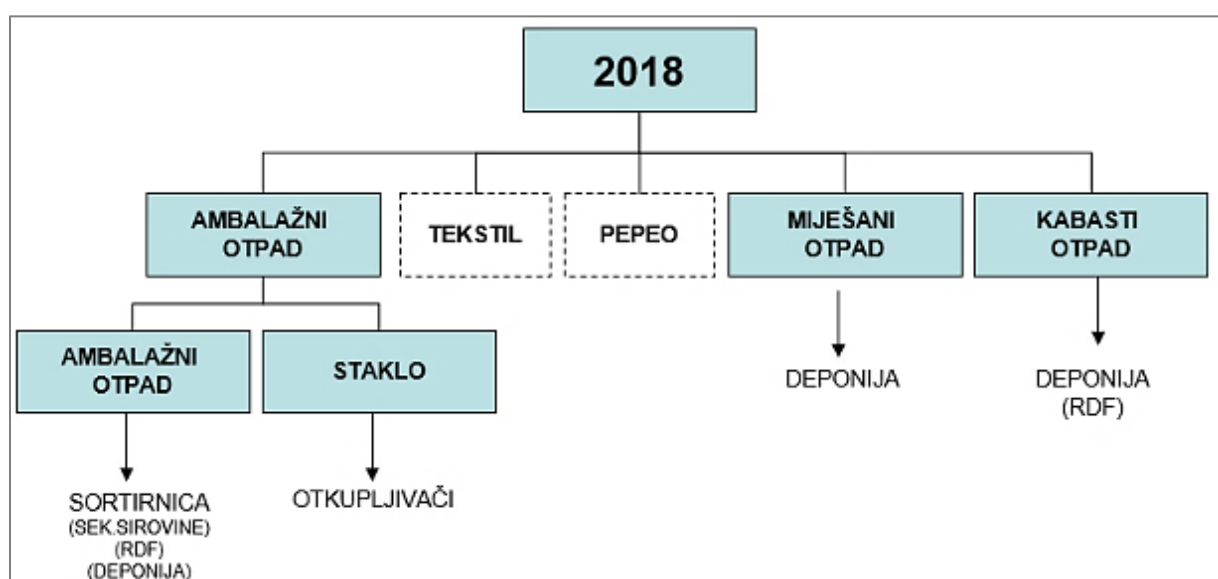 2018
AMBALAŽNI
OTPAD
TEKSTIL
PEPEO
MIJEŠANI
OTPAD
KABASTI
OTPAD
AMBALAŽNI
OTPAD
STAKLO
DEPONIJA
DEPONIJA
(RDF)
SORTIRNICA
(SEK.SIROVINE)
(RDF)
(DEPONIJA)
OTKUPLJIVAČI